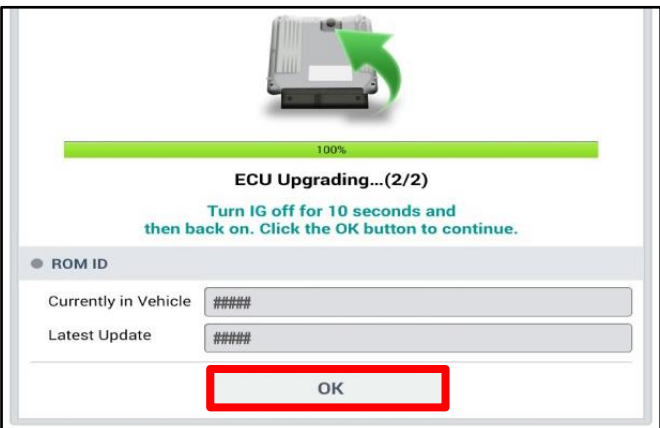 100%
ECU Upgrading...(2/2)
Turn IG off for 10 seconds and
then back on. Click the OK button to continue.
ROM ID
Currently in Vehicle #####
Latest Update #####
OK